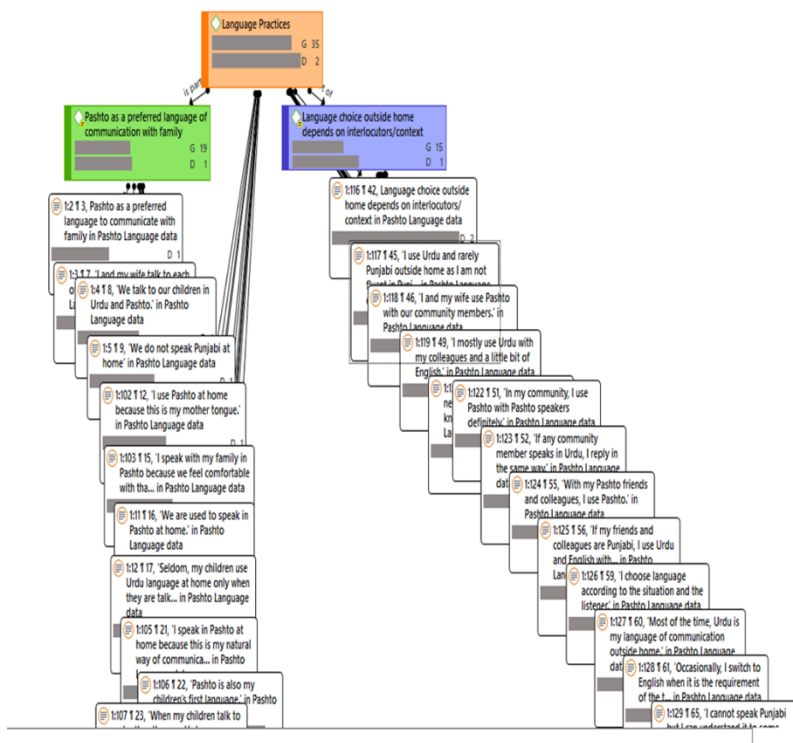 Language Practices
G 35
D 2
is part
t of
Pashto as a preferred language of
communication with family
G 19
D 1
Language choice outside home
depends on interlocutors/context
G 15
D 1
1:2 ¶ 3, Pashto as a preferred
language to communicate with
family in Pashto Language data
D 1
1:3 ¶ 7, 'I and my wife talk to each
1:4 ¶ 8, 'We talk to our children in
Urdu and Pashto.' in Pashto
Language data
1:5 ¶ 9, 'We do not speak Punjabi at
home' in Pashto Language data
1:102 ¶ 12, 'I use Pashto at home
because this is my mother tongue.'
in Pashto Language data
D 1
1:103 ¶ 15, 'I speak with my family in
Pashto because we feel comfortable
with tha... in Pashto Language data
1:11 ¶ 16, 'We are used to speak in
Pashto at home.' in Pashto
Language data
1:12 ¶ 17, 'Seldom, my children use
Urdu language at home only when
they are talk... in Pashto Language
data
1:105 ¶ 21, 'I speak in Pashto at
home because this is my natural
way of communica... in Pashto
1:106 ¶ 22, 'Pashto is also my
children's first language.' in Pashto
1:107 ¶ 23, 'When my children talk to
1:116 ¶ 42, Language choice outside
home depends on interlocutors/
context in Pashto Language data
D 2
1:117 ¶ 45, 'I use Urdu and rarely
Punjabi outside home as I am not
fluent in Punj... in Pashto Language
1:118 ¶ 46, 'I and my wife use Pashto
with our community members.' in
Pashto Language data
1:119 ¶ 49, 'I mostly use Urdu with
my colleagues and a little bit of
English.' in Pashto Language data
1:122 ¶ 51, 'In my community, I use
Pashto with Pashto speakers
definitely.' in Pashto Language data
1:123 ¶ 52, 'If any community
member speaks in Urdu, I reply in
the same way.' in Pashto Language
1:124 ¶ 55, 'With my Pashto friends
and colleagues, I use Pashto.' in
Pashto Language data
1:125 ¶ 56, 'If my friends and
colleagues are Punjabi, I use Urdu
and English with... in Pashto
1:126 ¶ 59, 'I choose language
according to the situation and the
listener.' in Pashto Language data
1:127 ¶ 60, 'Most of the time, Urdu is
my language of communication
outside home.' in Pashto Language
1:128 ¶ 61, 'Occasionally, I switch to
English when it is the requirement
of the t... in Pashto Language data
1:129 ¶ 65, 'I cannot speak Punjabi
but I can understand it to some